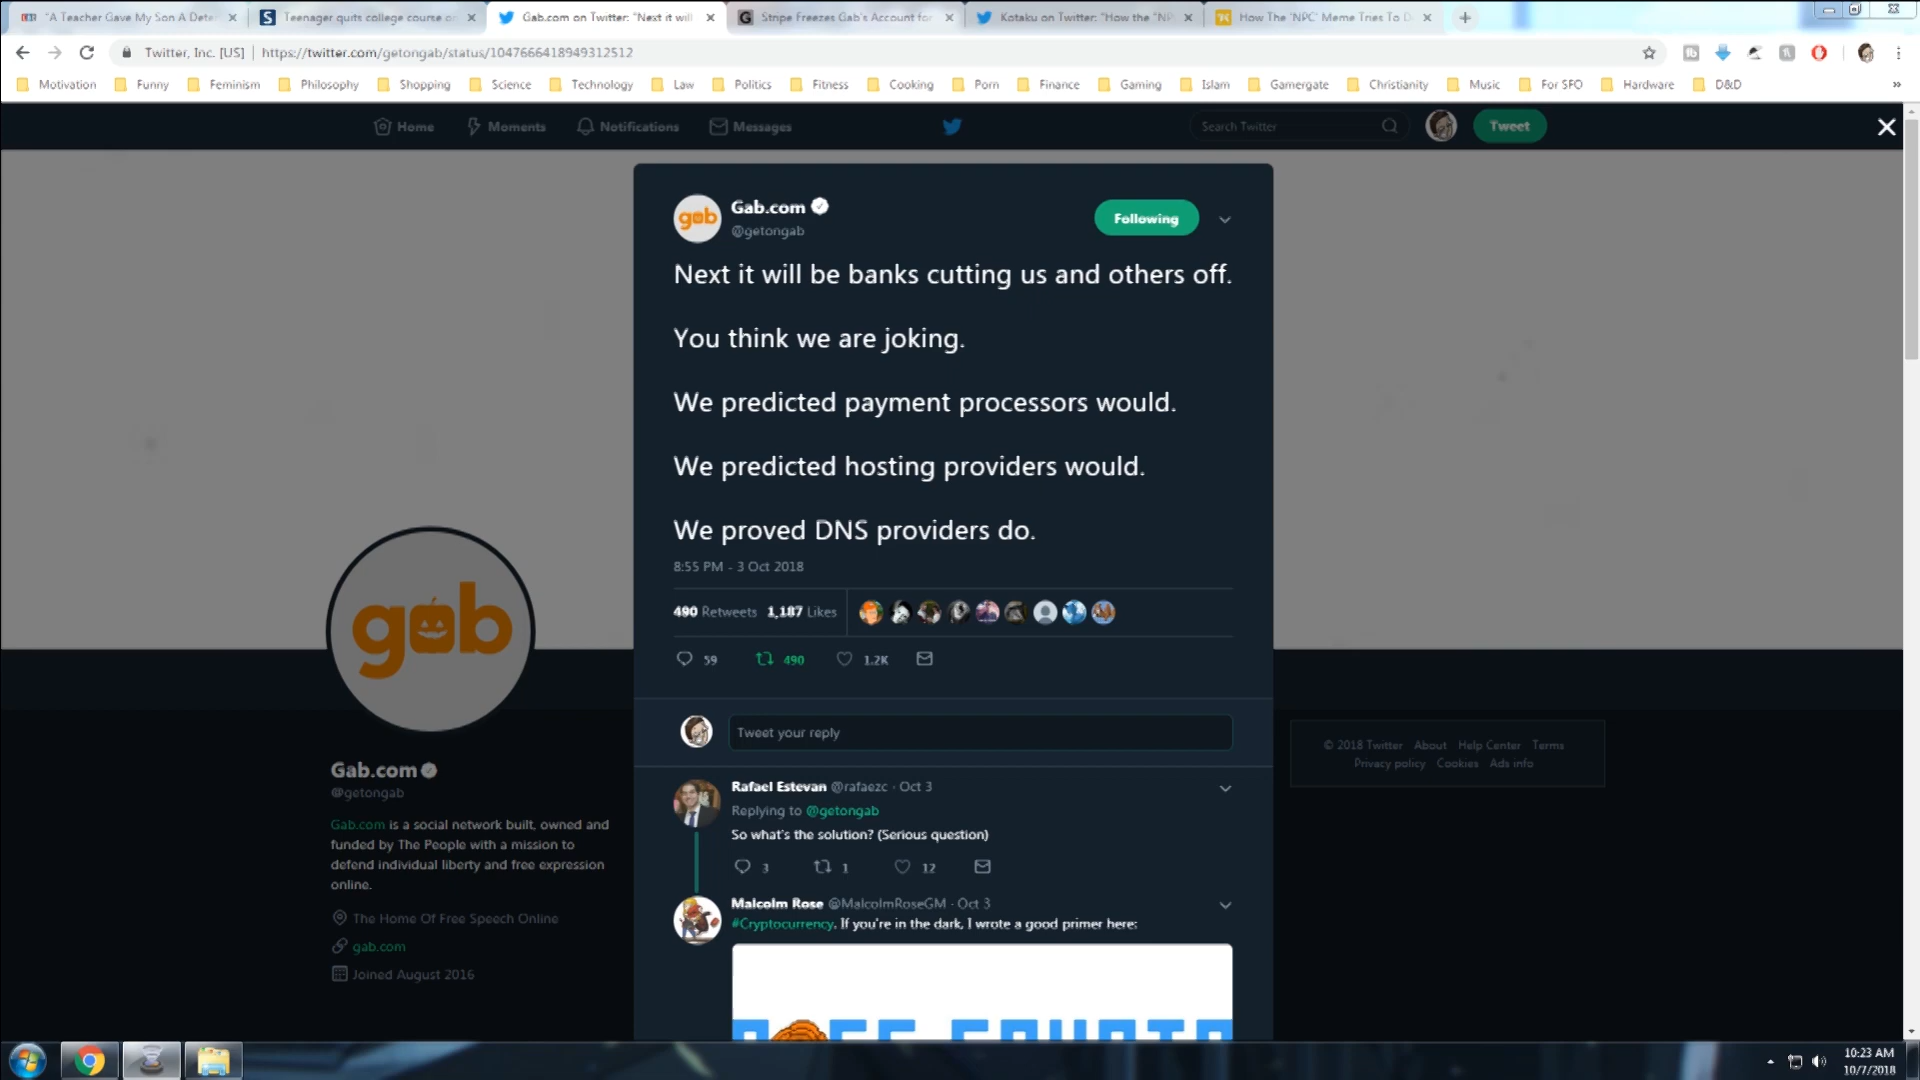 "A Teacher Gave My Son A Dete
Teenager quits college course o
Gab.com on Twitter: "Next it will
Stripe Freezes Gab's Account for
Kotaku on Twitter: "How the "NP
How The 'NPC' Meme Tries To D
Twitter, Inc. [US] | https://twitter.com/getongab/status/1047666418949312512
Motivation Funny Feminism Philosophy Shopping Science Technology Law Politics Fitness Cooking Porn Finance Gaming Islam Gamergate Christianity Music For SFO Hardware D&D »
Home Moments Notifications Messages Search Twitter Tweet
gab
Gab.com
@getongab
Following
Next it will be banks cutting us and others off.
You think we are joking.
We predicted payment processors would.
We predicted hosting providers would.
We proved DNS providers do.
8:55 PM - 3 Oct 2018
490 Retweets 1,187 Likes
59 490 1.2K
Tweet your reply
Rafael Estevan @rafaezc · Oct 3
Replying to @getongab
So what's the solution? (Serious question)
3 1 12
Malcolm Rose @MalcolmRoseGM · Oct 3
#Cryptocurrency. If you're in the dark, I wrote a good primer here:
gab
Gab.com
@getongab
Gab.com is a social network built, owned and
funded by The People with a mission to
defend individual liberty and free expression
online.
The Home Of Free Speech Online
gab.com
Joined August 2016
© 2018 Twitter About Help Center Terms
Privacy policy Cookies Ads info
10:23 AM
10/7/2018